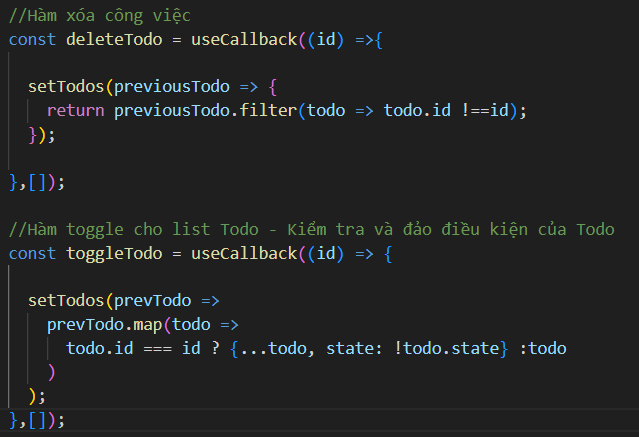 //Hàm xóa công việc
const deleteTodo = useCallback((id) =>{
setTodos(previousTodo => {
return previousTodo.filter(todo => todo.id !==id);
});
},[]);
//Hàm toggle cho list Todo - Kiểm tra và đảo điều kiện của Todo
const toggleTodo = useCallback((id) => {
setTodos(prevTodo =>
prevTodo.map(todo =>
todo.id === id ? {...todo, state: !todo.state} :todo
)
);
},[]);